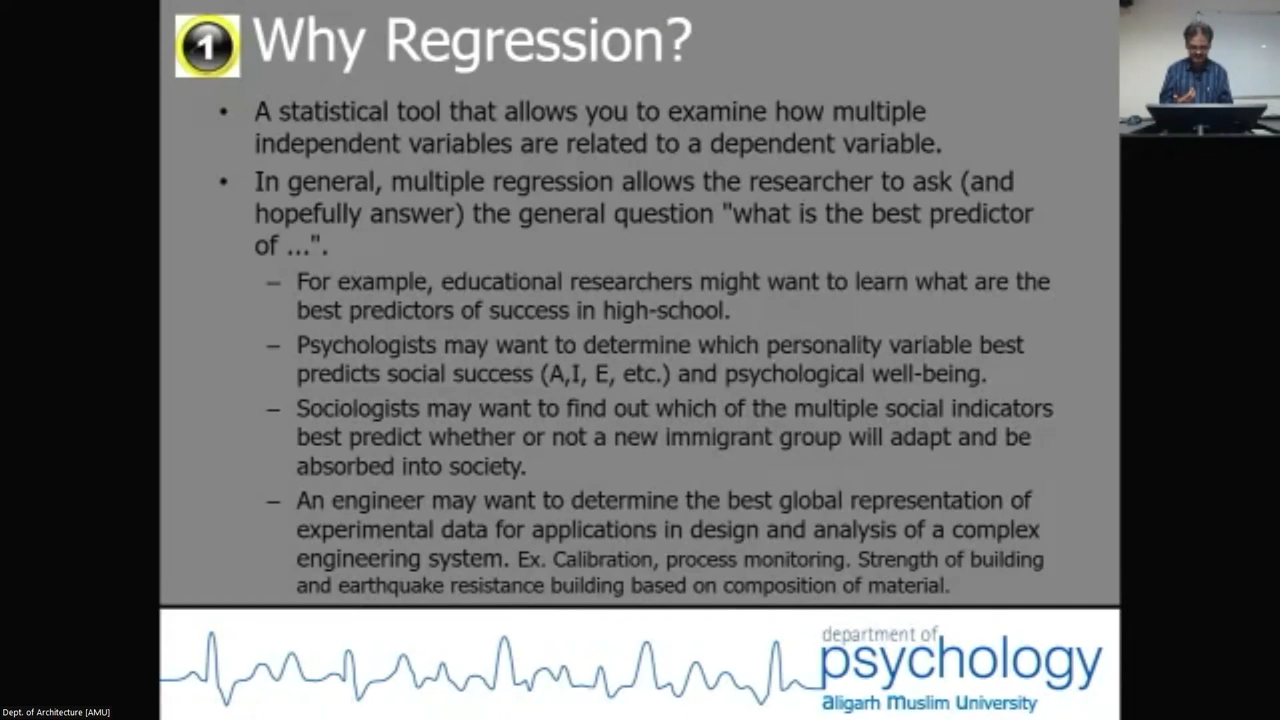 1 Why Regression?
• A statistical tool that allows you to examine how multiple
independent variables are related to a dependent variable.
• In general, multiple regression allows the researcher to ask (and
hopefully answer) the general question "what is the best predictor
of ...".
– For example, educational researchers might want to learn what are the
best predictors of success in high-school.
– Psychologists may want to determine which personality variable best
predicts social success (A,I, E, etc.) and psychological well-being.
– Sociologists may want to find out which of the multiple social indicators
best predict whether or not a new immigrant group will adapt and be
absorbed into society.
– An engineer may want to determine the best global representation of
experimental data for applications in design and analysis of a complex
engineering system. Ex. Calibration, process monitoring. Strength of building
and earthquake resistance building based on composition of material.
department of
psychology
aligarh muslim university
Dept. of Architecture [AMU]